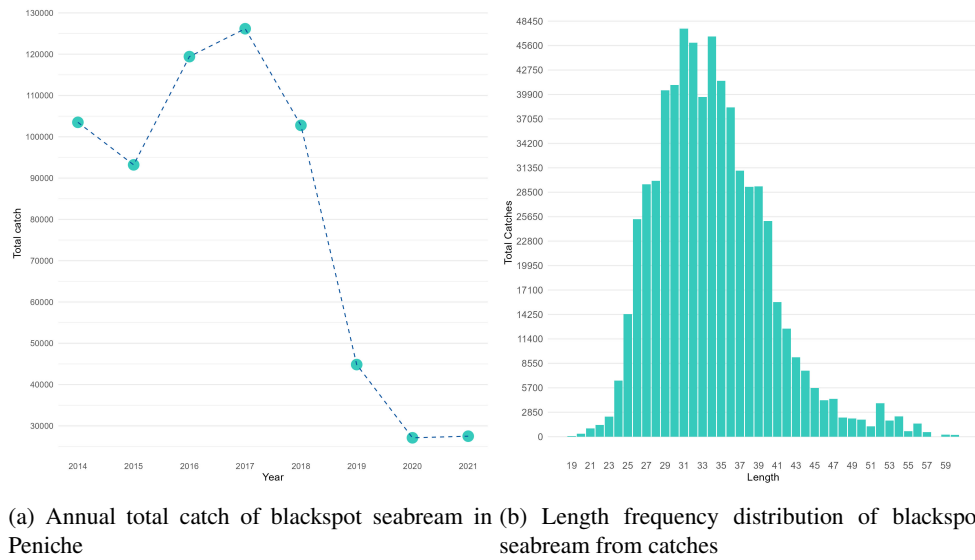 130000
120000
110000
100000
90000
80000
70000
60000
50000
40000
30000
Total catch
2014 2015 2016 2017 2018 2019 2020 2021
Year
48450
45600
42750
39900
37050
34200
31350
28500
25650
22800
19950
17100
14250
11400
8550
5700
2850
0
Total Catches
19 21 23 25 27 29 31 33 35 37 39 41 43 45 47 49 51 53 55 57 59
Length
(a) Annual total catch of blackspot seabream in
Peniche
(b) Length frequency distribution of blackspo
seabream from catches